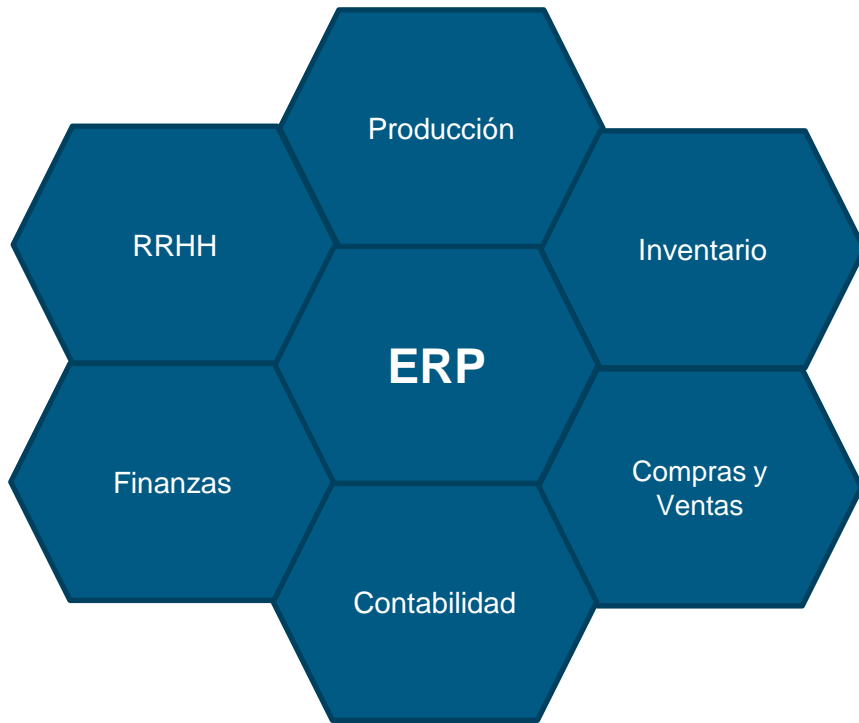 Producción
RRHH
Inventario
ERP
Finanzas
Compras y
Ventas
Contabilidad